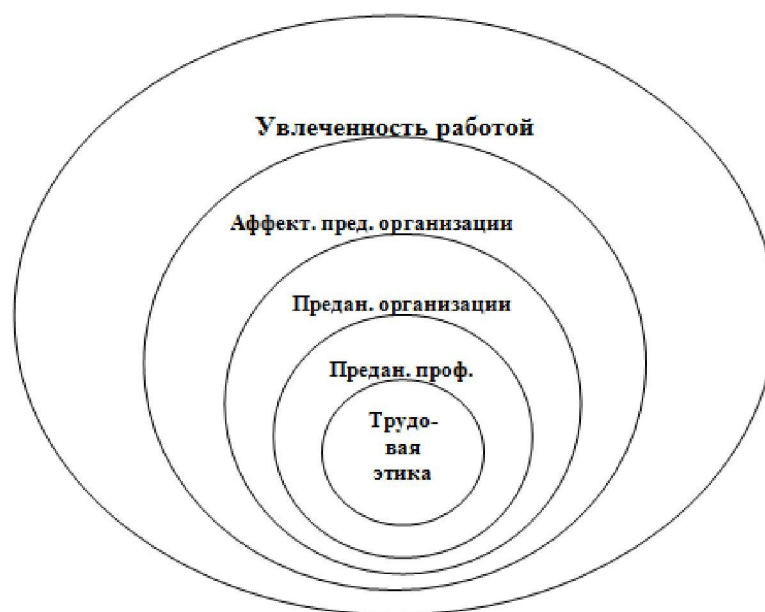 Увлеченность работой
Аффект. пред. организации
Предан. организации
Предан. проф.
Трудо-
вая
этика